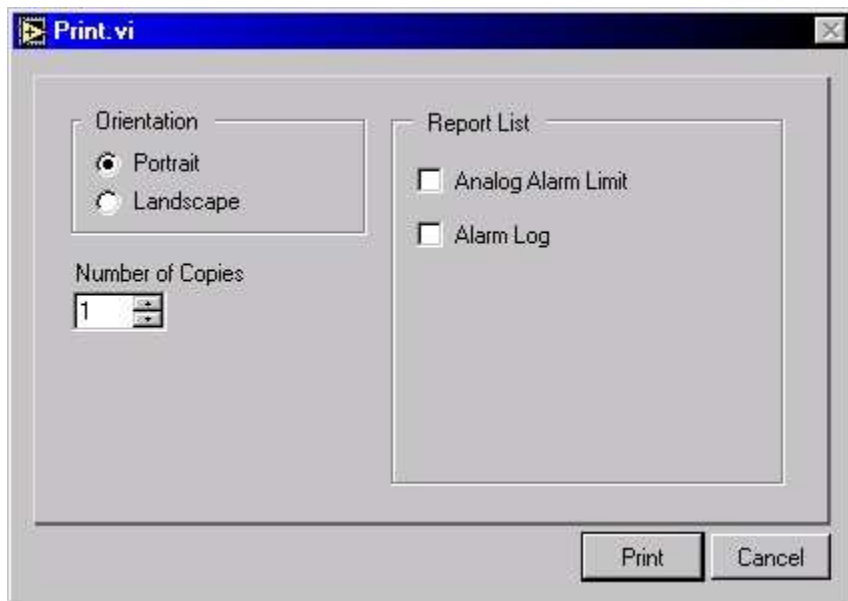 Print.vi
Orientation
Portrait
Landscape
Number of Copies
1
Report List
Analog Alarm Limit
Alarm Log
Print
Cancel